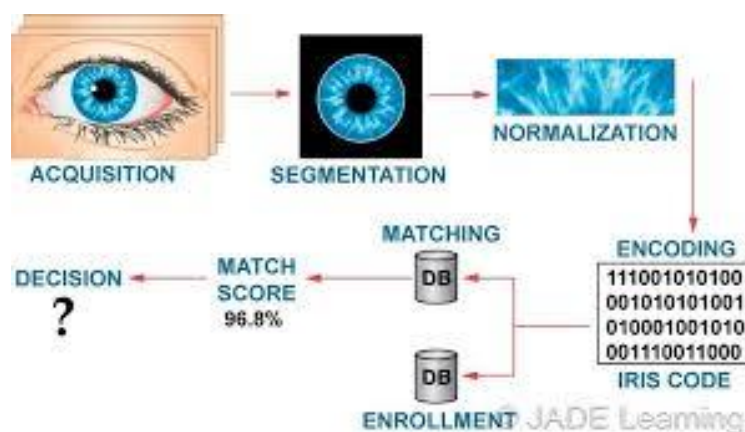 ACQUISITION
SEGMENTATION
NORMALIZATION
ENCODING
111001010100
001010101001
010001001010
001110011000
IRIS CODE
MATCHING
DB
MATCH
SCORE
96.8%
DECISION
?
DB
ENROLLMENT
© JADE Learning